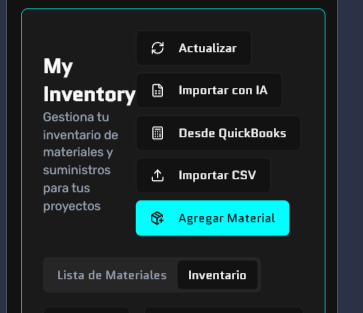 My
Inventory
Gestiona tu
inventario de
materiales y
suministros
para tus
proyectos
Actualizar
Importar con IA
Desde QuickBooks
Importar CSV
Agregar Material
Lista de Materiales
Inventario